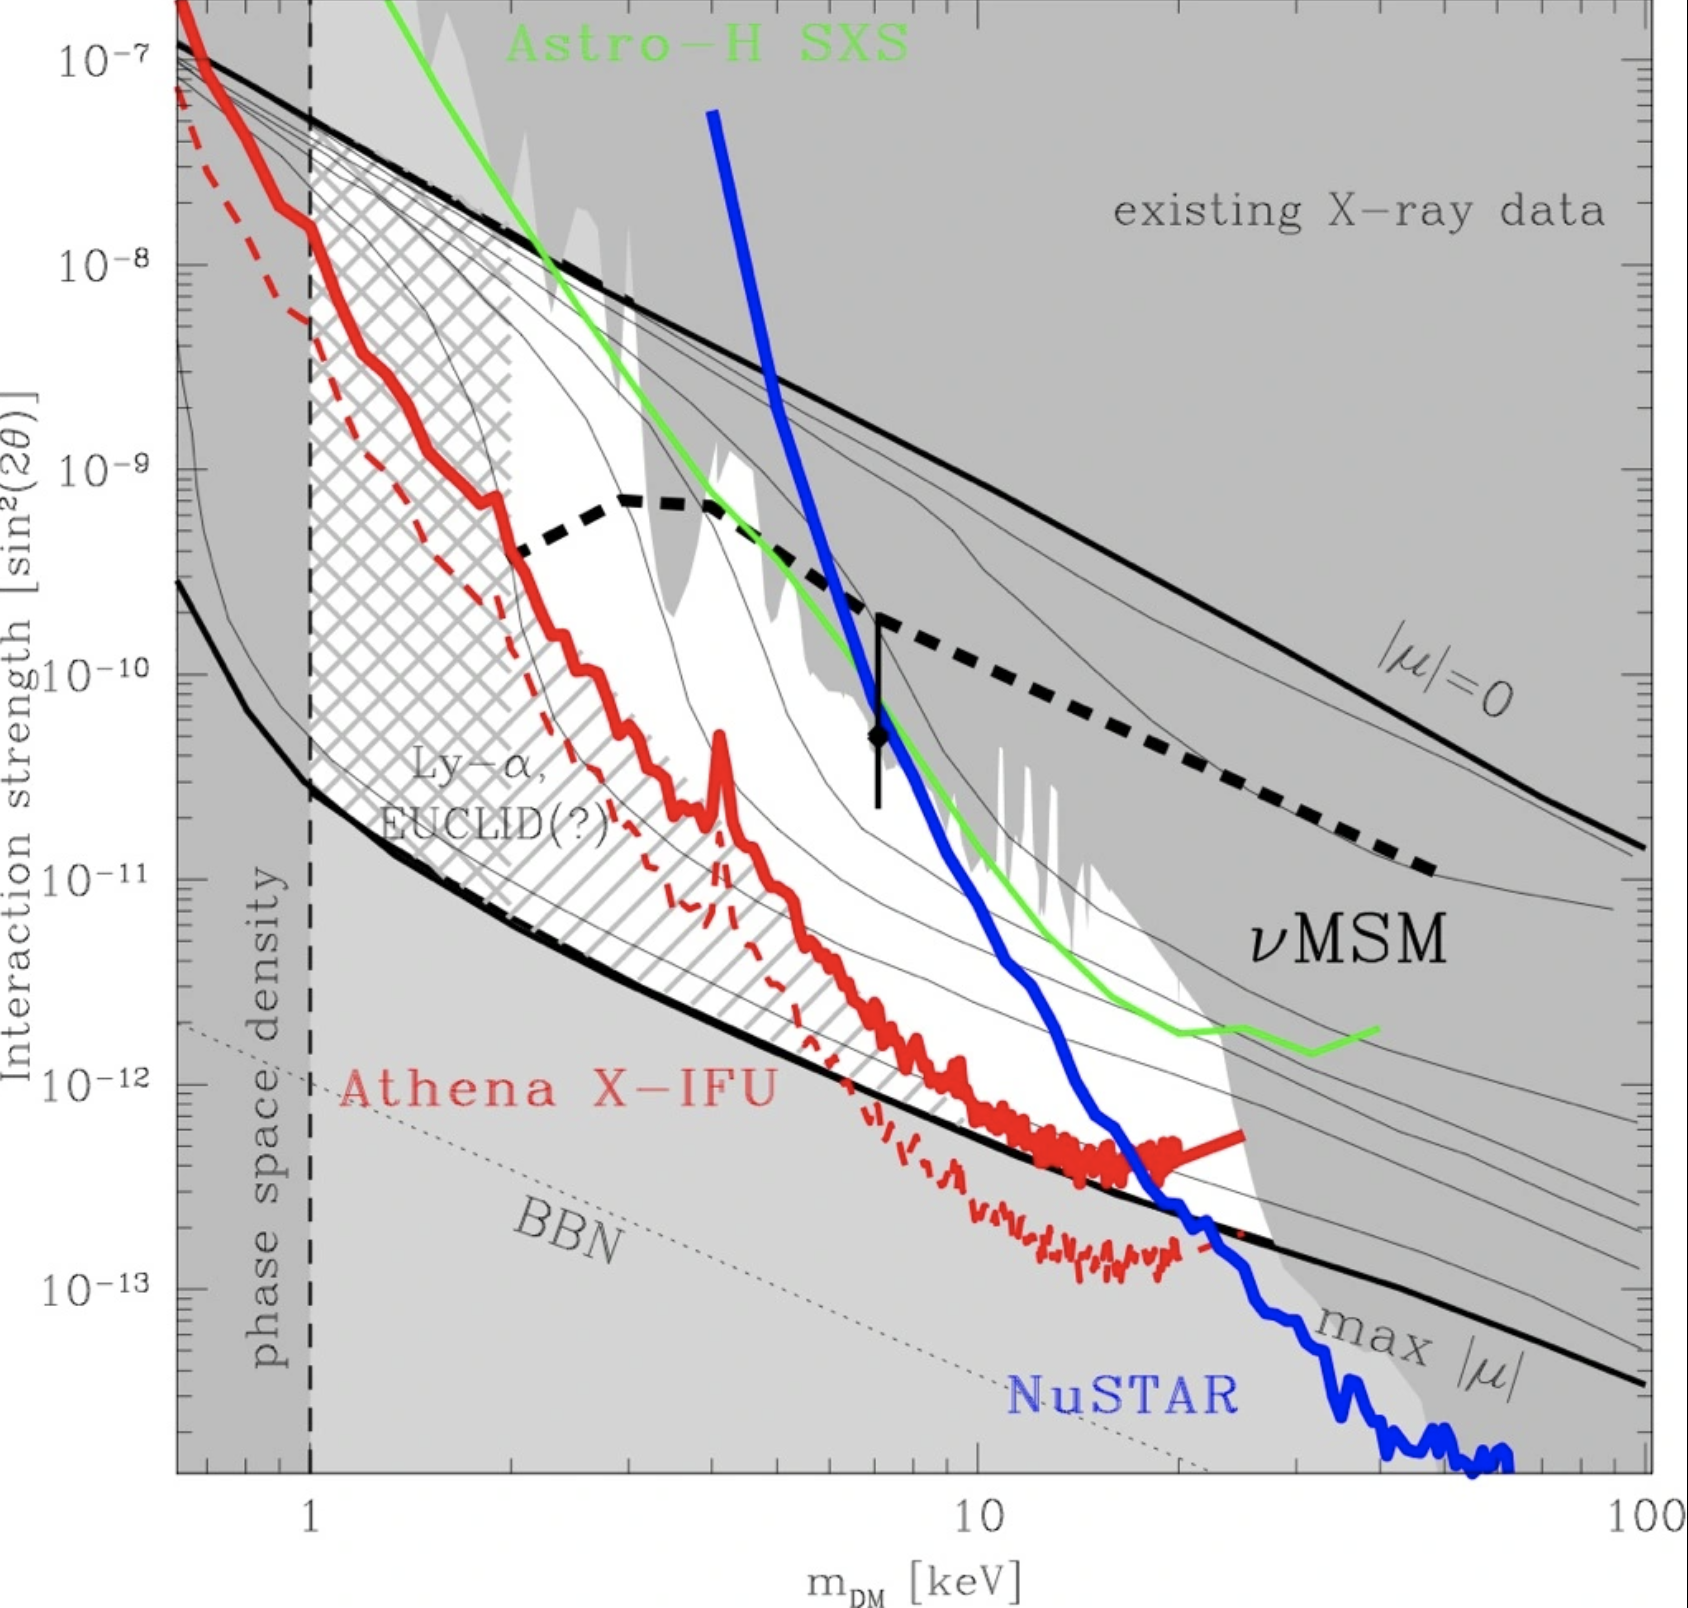 Astro-H SXS
existing X-ray data
|μ|=0
νMSM
Ly-α,
EUCLID(?)
Athena X-IFU
BBN
NuSTAR
max |μ|
phase space density
Interaction strength [sin²(2θ)]
10⁻⁷
10⁻⁸
10⁻⁹
10⁻¹⁰
10⁻¹¹
10⁻¹²
10⁻¹³
1 10 100
m_DM [keV]